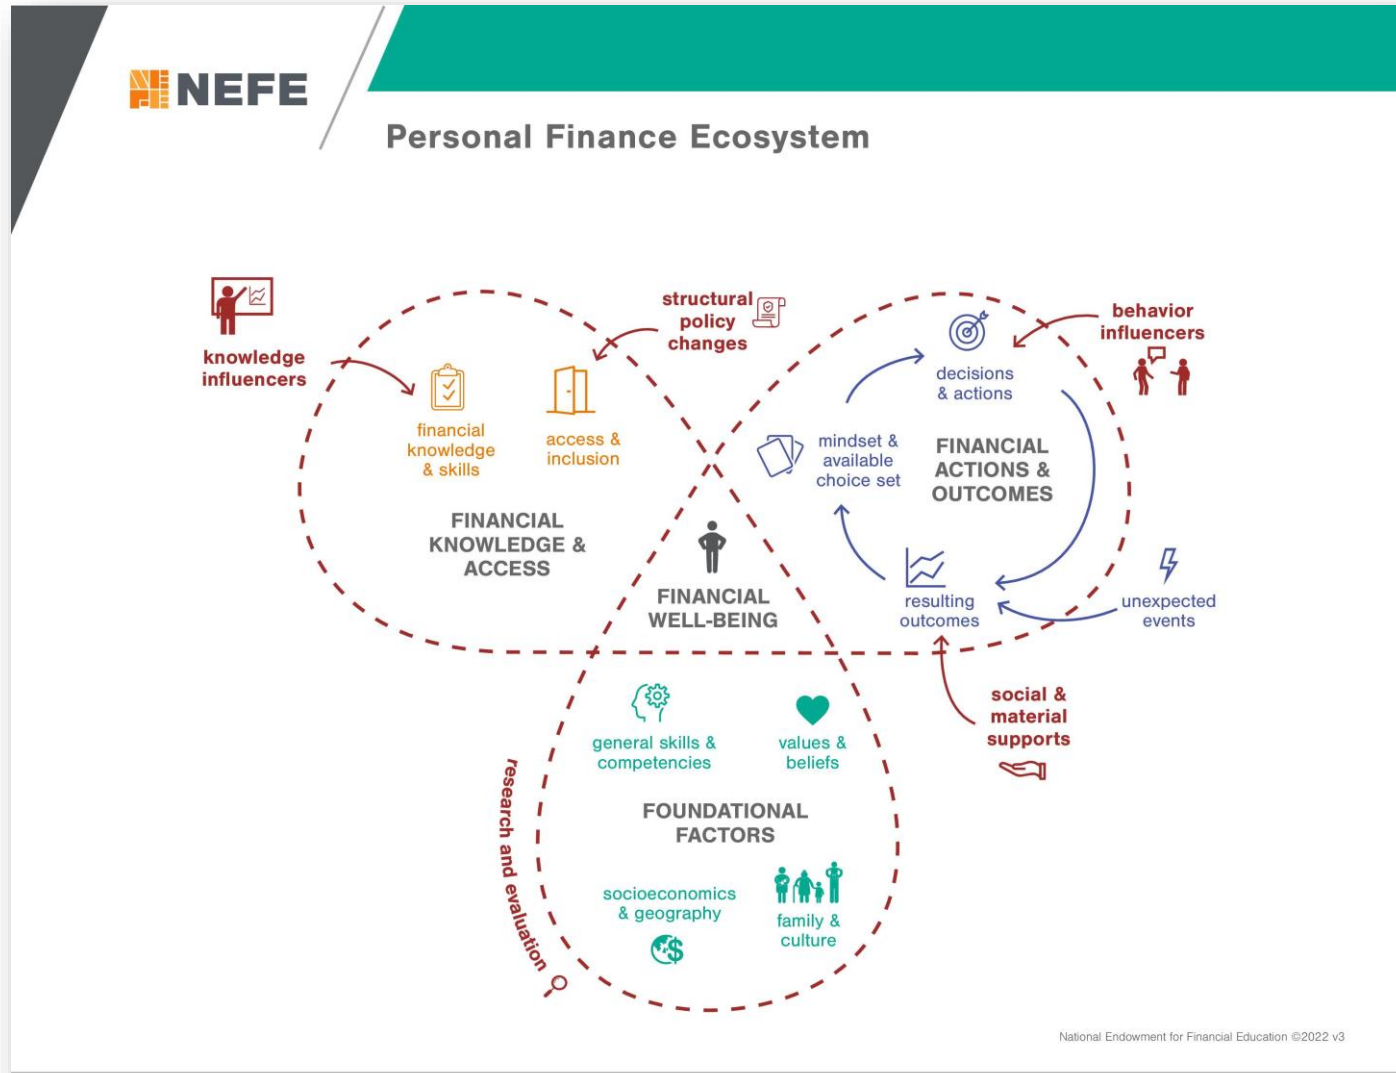 NEFE
Personal Finance Ecosystem
knowledge
influencers
structural
policy
changes
behavior
influencers
financial
knowledge
& skills
access &
inclusion
FINANCIAL
KNOWLEDGE &
ACCESS
decisions
& actions
mindset &
available
choice set
FINANCIAL
ACTIONS &
OUTCOMES
resulting
outcomes
unexpected
events
FINANCIAL
WELL-BEING
social &
material
supports
general skills &
competencies
values &
beliefs
FOUNDATIONAL
FACTORS
socioeconomics
& geography
$
family &
culture
research and evaluation
National Endowment for Financial Education ©2022 v3